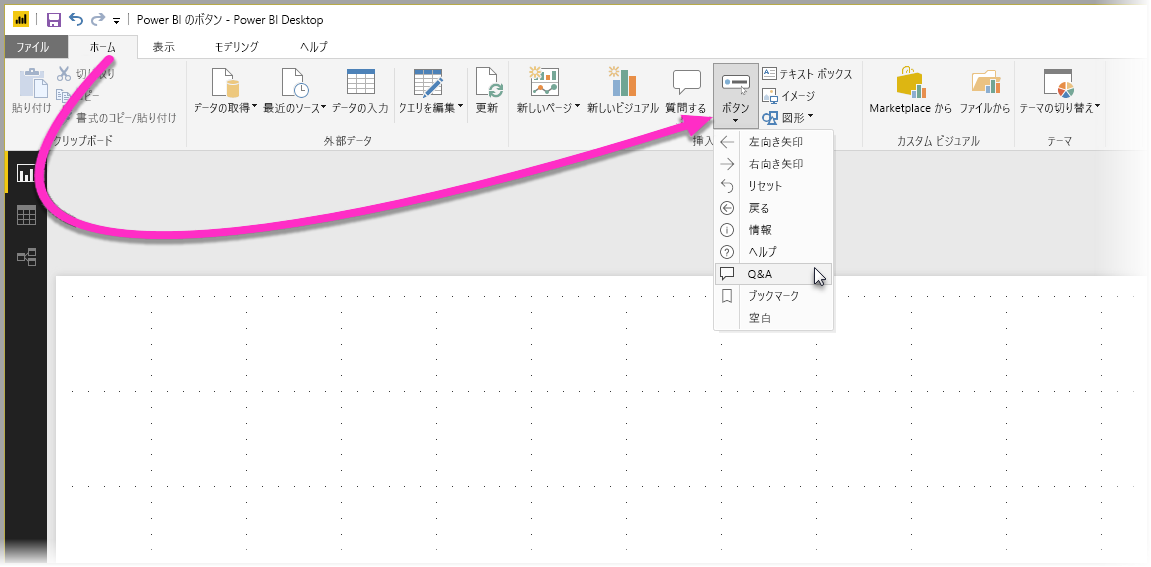 Power BI のボタン - Power BI Desktop
ファイル ホーム 表示 モデリング ヘルプ
切り取り
貼り付け
書式のコピー/貼り付け
クリップボード
データの取得 最近のソース データの入力 クエリを編集 更新
外部データ
新しいページ 新しいビジュアル 質問する ボタン
テキスト ボックス
イメージ
図形
挿入
Marketplace から ファイルから
カスタム ビジュアル
テーマの切り替え
テーマ
左向き矢印
右向き矢印
リセット
戻る
情報
ヘルプ
Q&A
ブックマーク
空白